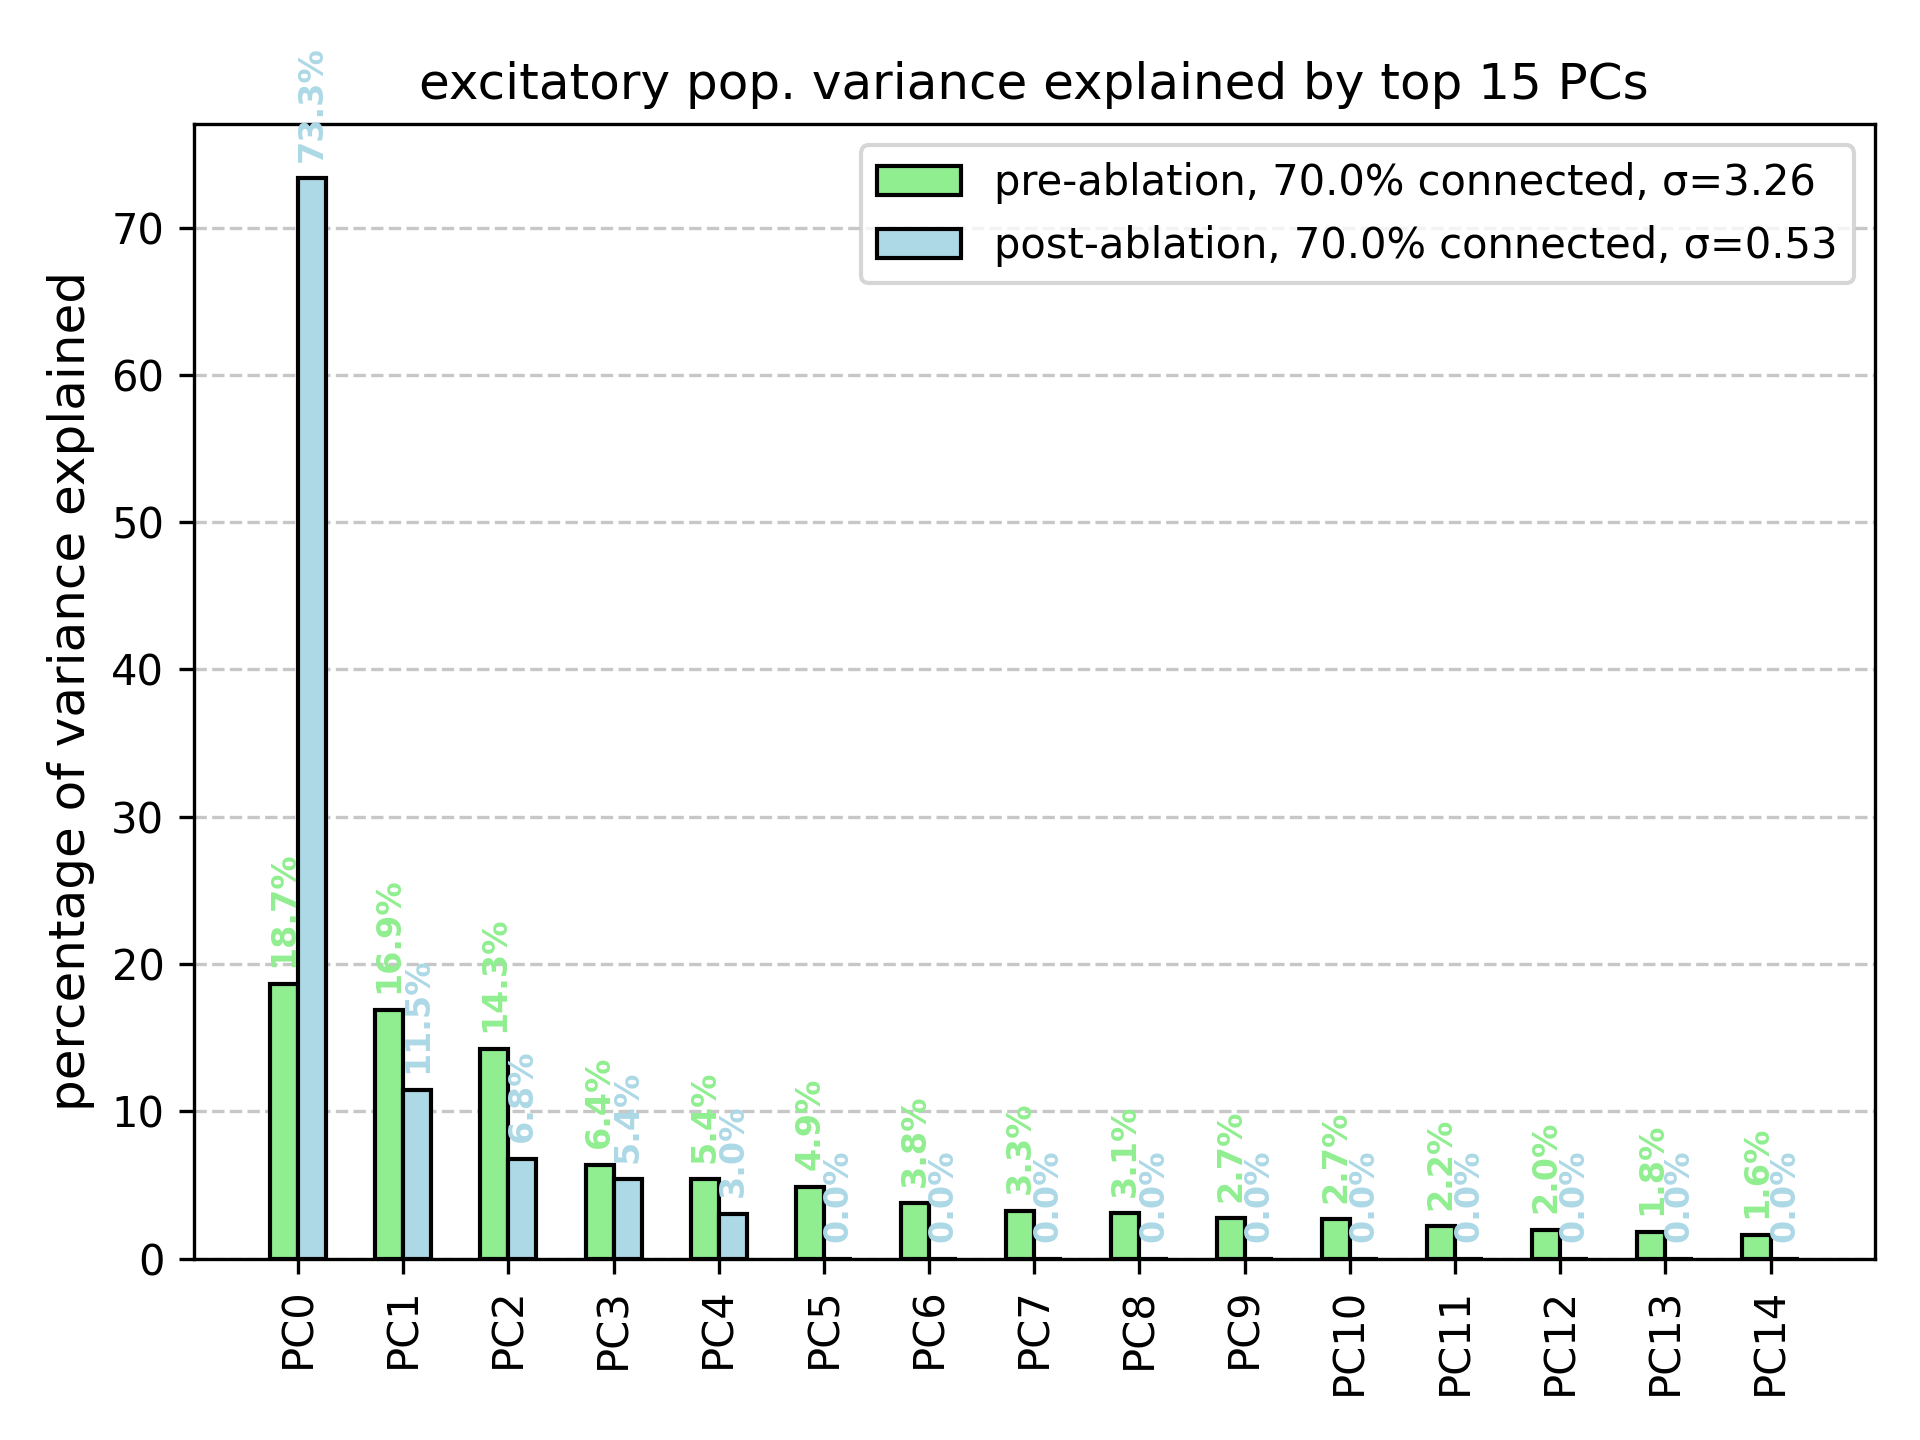 excitatory pop. variance explained by top 15 PCs
pre-ablation, 70.0% connected, σ=3.26
post-ablation, 70.0% connected, σ=0.53
percentage of variance explained
70
60
50
40
30
20
10
0
18.7%
73.3%
16.9%
11.5%
14.3%
6.8%
6.4%
5.4%
5.4%
3.0%
4.9%
0.0%
3.8%
0.0%
3.3%
0.0%
3.1%
0.0%
2.7%
0.0%
2.7%
0.0%
2.2%
0.0%
2.0%
0.0%
1.8%
0.0%
1.6%
0.0%
PC0
PC1
PC2
PC3
PC4
PC5
PC6
PC7
PC8
PC9
PC10
PC11
PC12
PC13
PC14